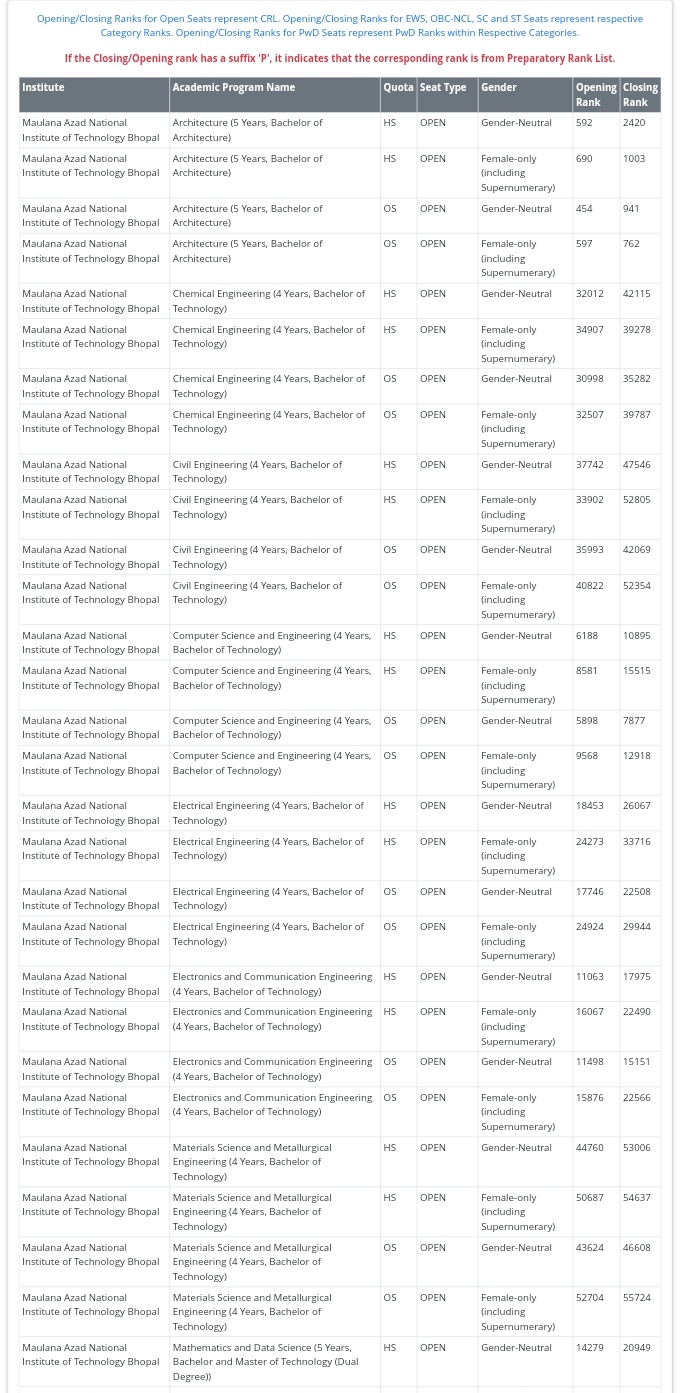 Opening/Closing Ranks for Open Seats represent CRL. Opening/Closing Ranks for EWS, OBC-NCL, SC and ST Seats represent respective
Category Ranks. Opening/Closing Ranks for PwD Seats represent PwD Ranks within Respective Categories.
If the Closing/Opening rank has a suffix 'P', it indicates that the corresponding rank is from Preparatory Rank List.
Institute Academic Program Name Quota Seat Type Gender Opening Closing
Rank Rank
Maulana Azad National Architecture (5 Years, Bachelor of HS OPEN Gender-Neutral 592 2420
Institute of Technology Bhopal Architecture)
Maulana Azad National Architecture (5 Years, Bachelor of HS OPEN Female-only 690 1003
Institute of Technology Bhopal Architecture) (including
Supernumerary)
Maulana Azad National Architecture (5 Years, Bachelor of OS OPEN Gender-Neutral 454 941
Institute of Technology Bhopal Architecture)
Maulana Azad National Architecture (5 Years, Bachelor of OS OPEN Female-only 597 762
Institute of Technology Bhopal Architecture) (including
Supernumerary)
Maulana Azad National Chemical Engineering (4 Years, Bachelor of HS OPEN Gender-Neutral 32012 42115
Institute of Technology Bhopal Technology)
Maulana Azad National Chemical Engineering (4 Years, Bachelor of HS OPEN Female-only 34907 39278
Institute of Technology Bhopal Technology) (including
Supernumerary)
Maulana Azad National Chemical Engineering (4 Years, Bachelor of OS OPEN Gender-Neutral 30998 35282
Institute of Technology Bhopal Technology)
Maulana Azad National Chemical Engineering (4 Years, Bachelor of OS OPEN Female-only 32507 39787
Institute of Technology Bhopal Technology) (including
Supernumerary)
Maulana Azad National Civil Engineering (4 Years, Bachelor of HS OPEN Gender-Neutral 37742 47546
Institute of Technology Bhopal Technology)
Maulana Azad National Civil Engineering (4 Years, Bachelor of HS OPEN Female-only 33902 52805
Institute of Technology Bhopal Technology) (including
Supernumerary)
Maulana Azad National Civil Engineering (4 Years, Bachelor of OS OPEN Gender-Neutral 35993 42069
Institute of Technology Bhopal Technology)
Maulana Azad National Civil Engineering (4 Years, Bachelor of OS OPEN Female-only 40822 52354
Institute of Technology Bhopal Technology) (including
Supernumerary)
Maulana Azad National Computer Science and Engineering (4 Years, HS OPEN Gender-Neutral 6188 10895
Institute of Technology Bhopal Bachelor of Technology)
Maulana Azad National Computer Science and Engineering (4 Years, HS OPEN Female-only 8581 15515
Institute of Technology Bhopal Bachelor of Technology) (including
Supernumerary)
Maulana Azad National Computer Science and Engineering (4 Years, OS OPEN Gender-Neutral 5898 7877
Institute of Technology Bhopal Bachelor of Technology)
Maulana Azad National Computer Science and Engineering (4 Years, OS OPEN Female-only 9568 12918
Institute of Technology Bhopal Bachelor of Technology) (including
Supernumerary)
Maulana Azad National Electrical Engineering (4 Years, Bachelor of HS OPEN Gender-Neutral 18453 26067
Institute of Technology Bhopal Technology)
Maulana Azad National Electrical Engineering (4 Years, Bachelor of HS OPEN Female-only 24273 33716
Institute of Technology Bhopal Technology) (including
Supernumerary)
Maulana Azad National Electrical Engineering (4 Years, Bachelor of OS OPEN Gender-Neutral 17746 22508
Institute of Technology Bhopal Technology)
Maulana Azad National Electrical Engineering (4 Years, Bachelor of OS OPEN Female-only 24924 29944
Institute of Technology Bhopal Technology) (including
Supernumerary)
Maulana Azad National Electronics and Communication Engineering HS OPEN Gender-Neutral 11063 17975
Institute of Technology Bhopal (4 Years, Bachelor of Technology)
Maulana Azad National Electronics and Communication Engineering HS OPEN Female-only 16067 22490
Institute of Technology Bhopal (4 Years, Bachelor of Technology) (including
Supernumerary)
Maulana Azad National Electronics and Communication Engineering OS OPEN Gender-Neutral 11498 15151
Institute of Technology Bhopal (4 Years, Bachelor of Technology)
Maulana Azad National Electronics and Communication Engineering OS OPEN Female-only 15876 22566
Institute of Technology Bhopal (4 Years, Bachelor of Technology) (including
Supernumerary)
Maulana Azad National Materials Science and Metallurgical HS OPEN Gender-Neutral 44760 53006
Institute of Technology Bhopal Engineering (4 Years, Bachelor of
Technology)
Maulana Azad National Materials Science and Metallurgical HS OPEN Female-only 50687 54637
Institute of Technology Bhopal Engineering (4 Years, Bachelor of (including
Technology) Supernumerary)
Maulana Azad National Materials Science and Metallurgical OS OPEN Gender-Neutral 43624 46608
Institute of Technology Bhopal Engineering (4 Years, Bachelor of
Technology)
Maulana Azad National Materials Science and Metallurgical OS OPEN Female-only 52704 55724
Institute of Technology Bhopal Engineering (4 Years, Bachelor of (including
Technology) Supernumerary)
Maulana Azad National Mathematics and Data Science (5 Years, HS OPEN Gender-Neutral 14279 20949
Institute of Technology Bhopal Bachelor and Master of Technology (Dual
Degree))